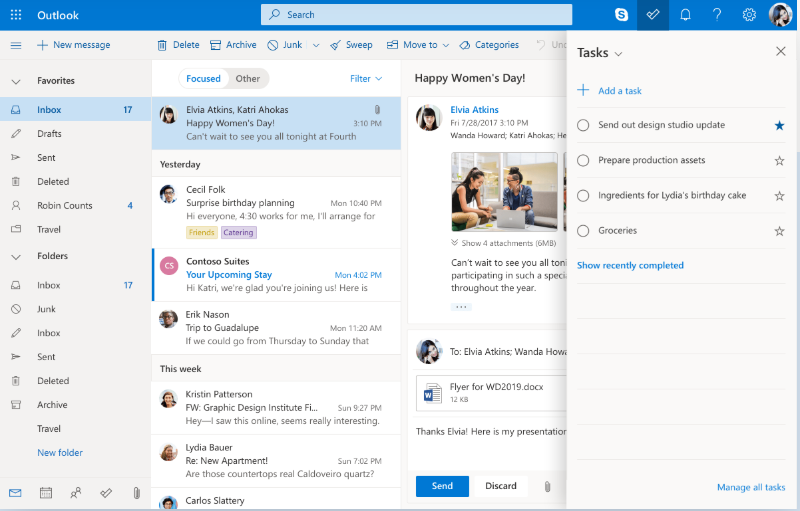 Outlook
Search
New message
Delete
Archive
Junk
Sweep
Move to
Categories
Favorites
Inbox 17
Drafts
Sent
Deleted
Robin Counts 4
Travel
Folders
Inbox 17
Junk
Inbox
Sent
Deleted
Archive
Travel
New folder
Focused Other
Filter
Elvia Atkins, Katri Ahokas
Happy Women's Day! 3:10 PM
Can't wait to see you all tonight at Fourth
Yesterday
Cecil Folk
Surprise birthday planning Mon 10:40 PM
Hi everyone, 4:30 works for me, I'll arrange for
Friends Catering
CS
Contoso Suites
Your Upcoming Stay Mon 4:02 PM
Hi Katri, we're glad you're joining us! Here is
Erik Nason
Trip to Guadalupe Mon 11:20 AM
If we could go from Thursday to Sunday that
This week
Kristin Patterson
FW: Graphic Design Institute Fi... Sun 9:27 PM
Hey—I saw this online, seems really interesting.
Lydia Bauer
Re: New Apartment! Sun 7:02 PM
Are those countertops real Caldoveiro quartz?
Carlos Slattery
Happy Women's Day!
Elvia Atkins
Fri 7/28/2017 3:10 PM
Wanda Howard; Katri Ahokas; He
Show 4 attachments (6MB)
Can't wait to see you all toni
participating in such a specia
throughout the year.
...
To: Elvia Atkins; Wanda Howa
Flyer for WD2019.docx
12 KB
Thanks Elvia! Here is my presentation
Send Discard
Tasks
Add a task
Send out design studio update
Prepare production assets
Ingredients for Lydia's birthday cake
Groceries
Show recently completed
Manage all tasks